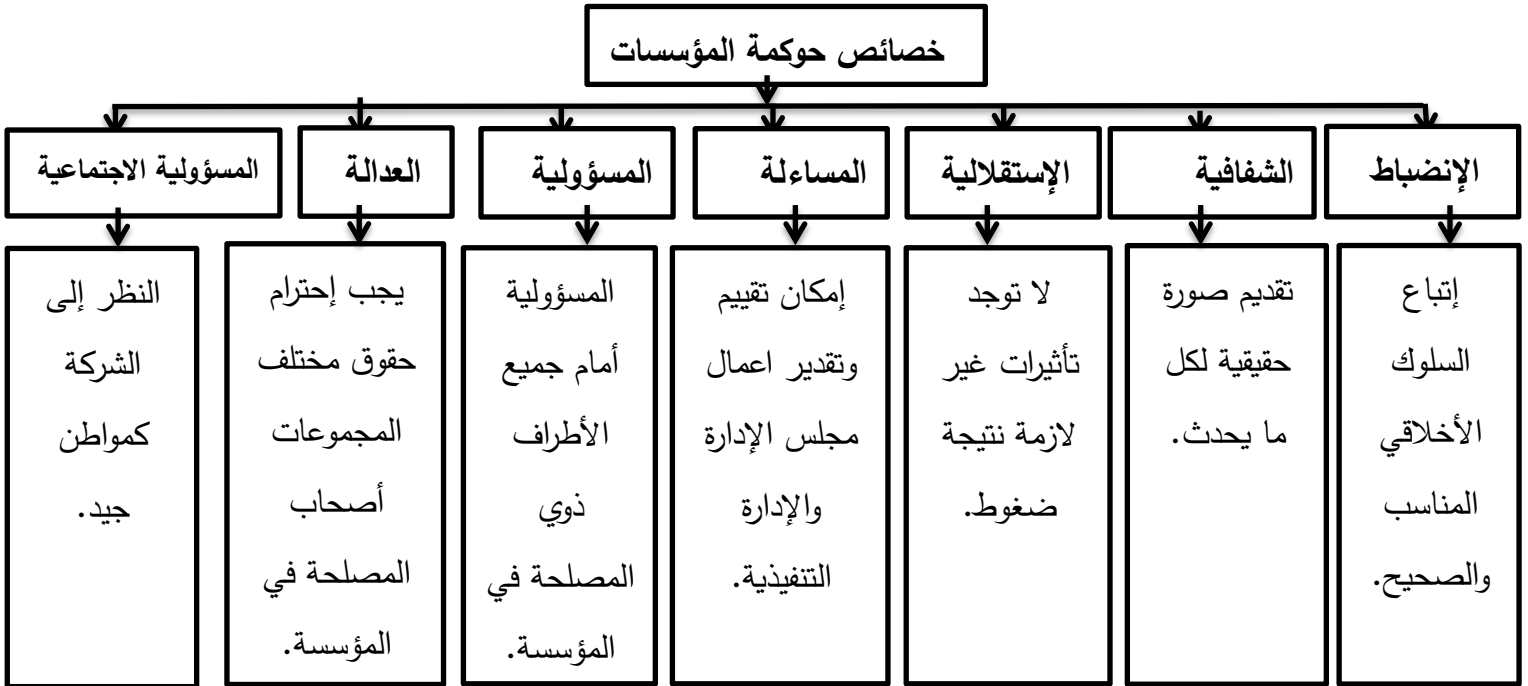 خصائص حوكمة المؤسسات
الإنضباط
الشفافية
الإستقلالية
المساءلة
المسؤولية
العدالة
المسؤولية الاجتماعية
إتباع
السلوك
الأخلاقي
المناسب
والصحيح.
تقديم صورة
حقيقية لكل
ما يحدث.
لا توجد
تأثيرات غير
لازمة نتيجة
ضغوط.
إمكان تقييم
وتقدير اعمال
مجلس الإدارة
والإدارة
التنفيذية.
المسؤولية
أمام جميع
الأطراف
ذوي
المصلحة في
المؤسسة.
يجب إحترام
حقوق مختلف
المجموعات
أصحاب
المصلحة في
المؤسسة.
النظر إلى
الشركة
كمواطن
جيد.